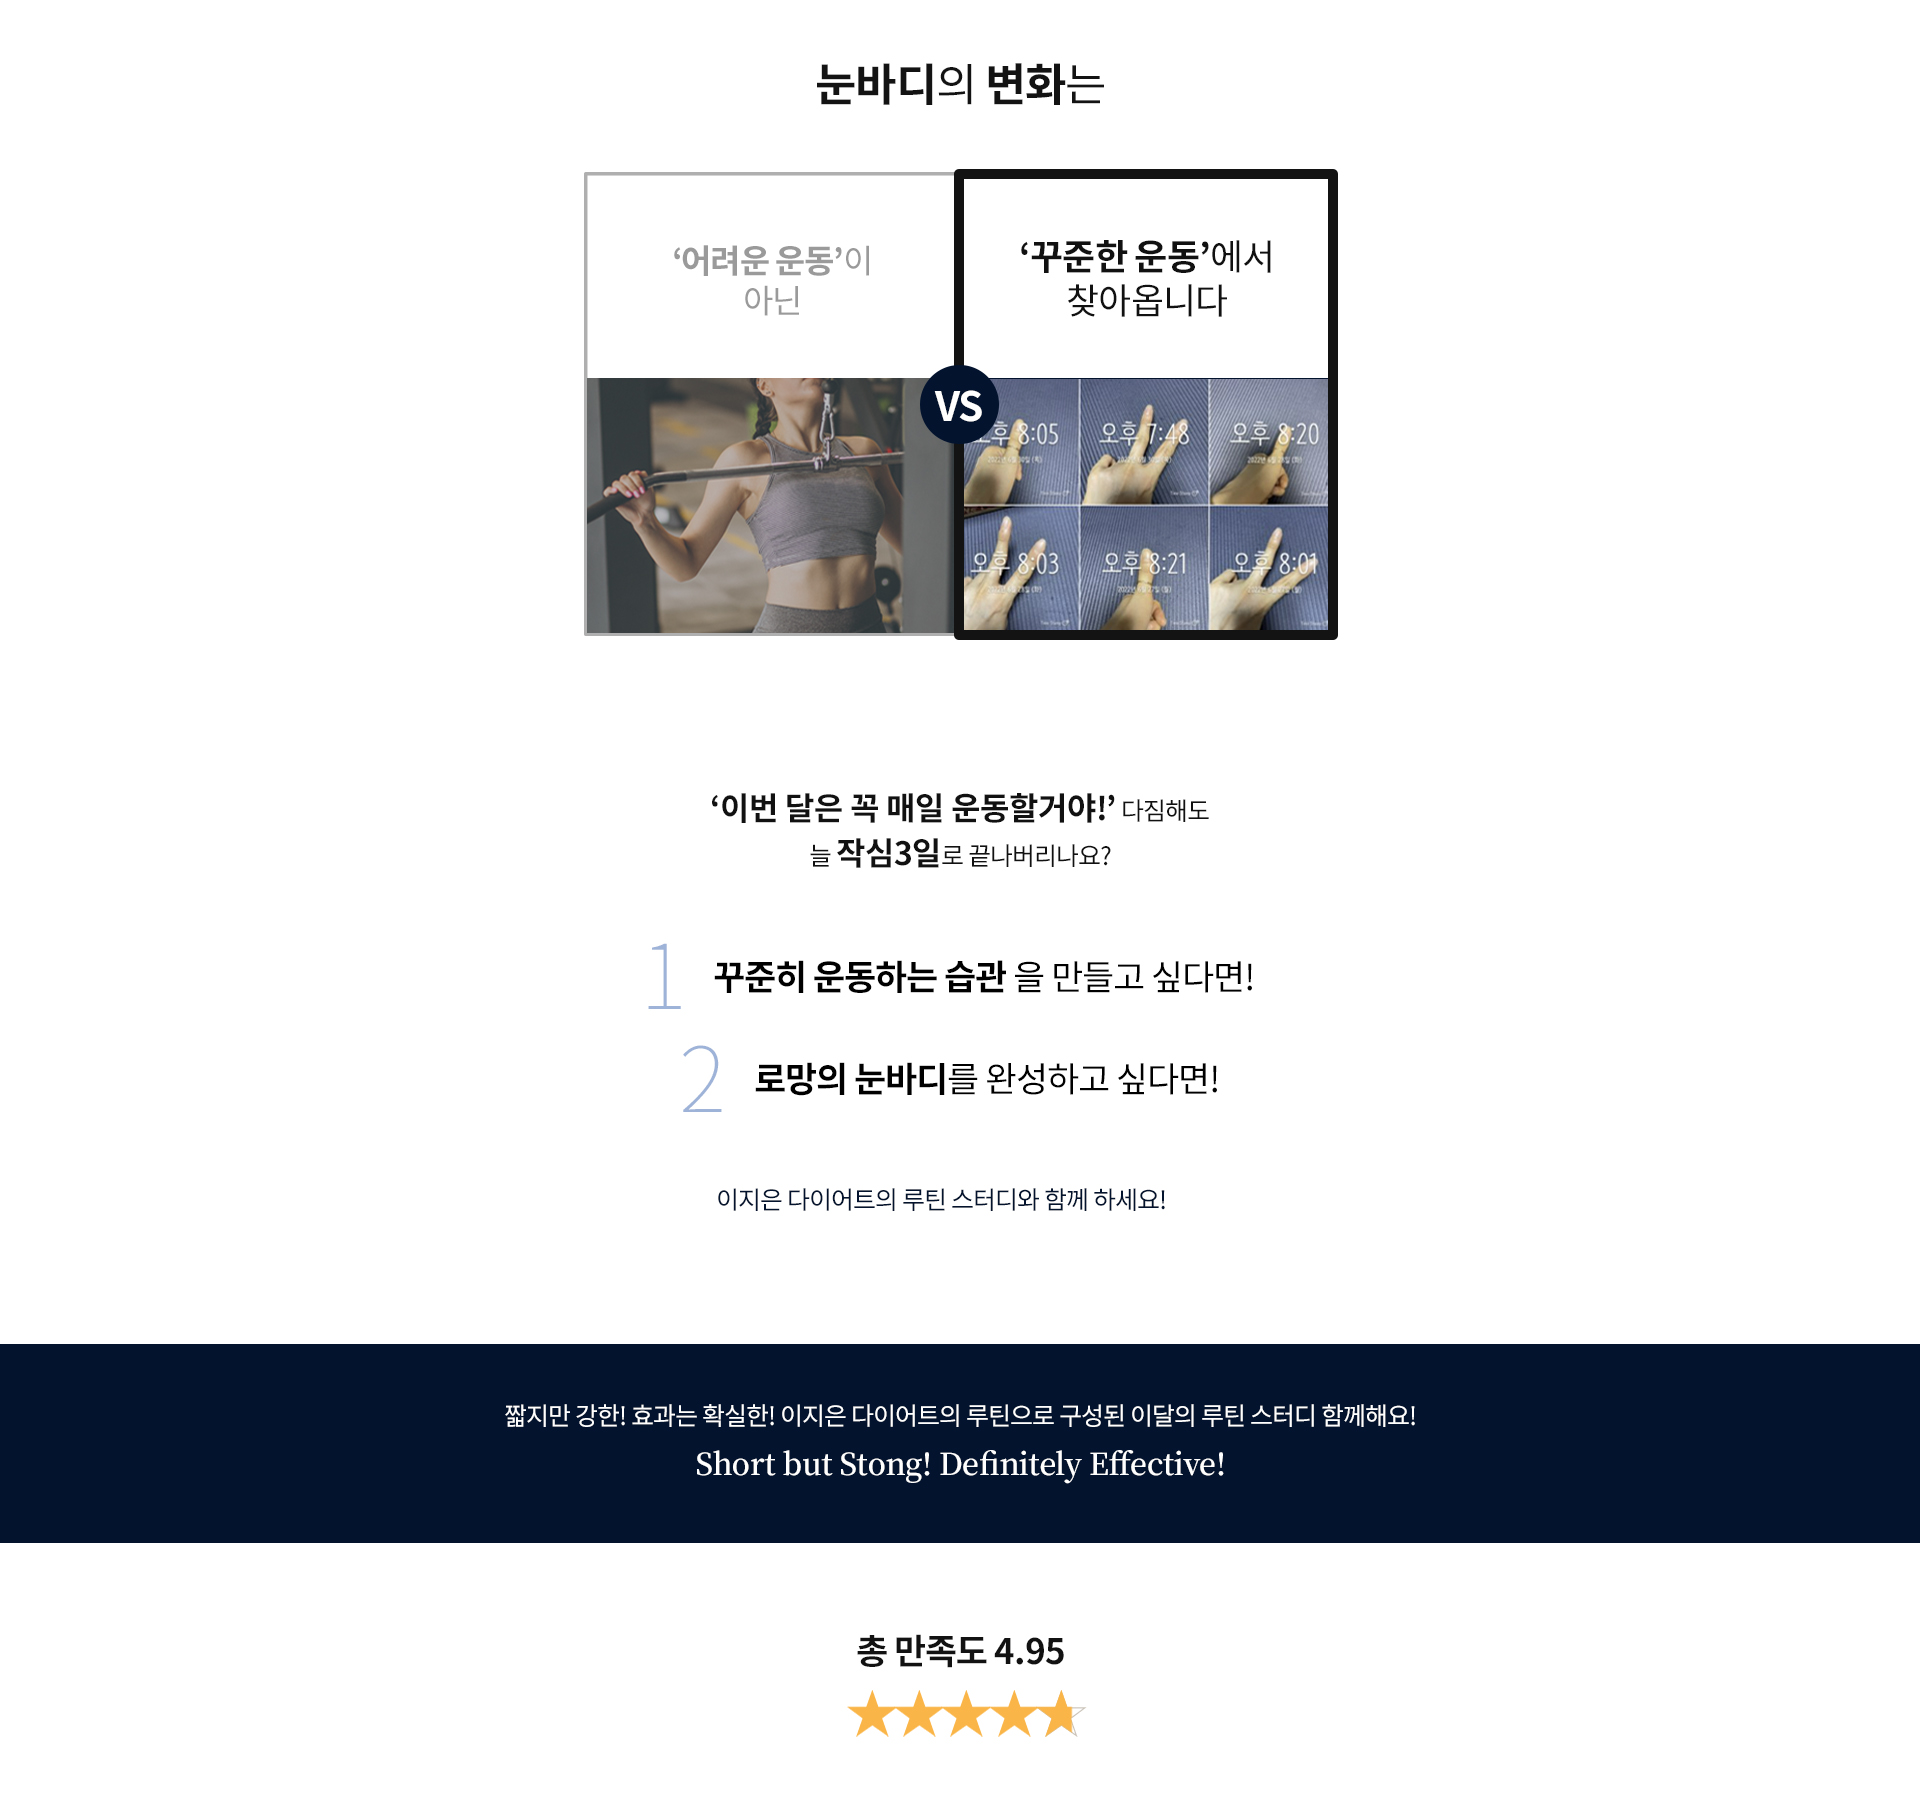 눈바디의 변화는
‘어려운 운동’이
아닌
VS
‘꾸준한 운동’에서
찾아옵니다
오후 8:05
오후 7:48
오후 8:20
오후 8:03
오후 8:21
오후 8:01
‘이번 달은 꼭 매일 운동할거야!’ 다짐해도
늘 작심3일로 끝나버리나요?
1 꾸준히 운동하는 습관 을 만들고 싶다면!
2 로망의 눈바디를 완성하고 싶다면!
이지은 다이어트의 루틴 스터디와 함께 하세요!
짧지만 강한! 효과는 확실한! 이지은 다이어트의 루틴으로 구성된 이달의 루틴 스터디 함께해요!
Short but Stong! Definitely Effective!
총 만족도 4.95